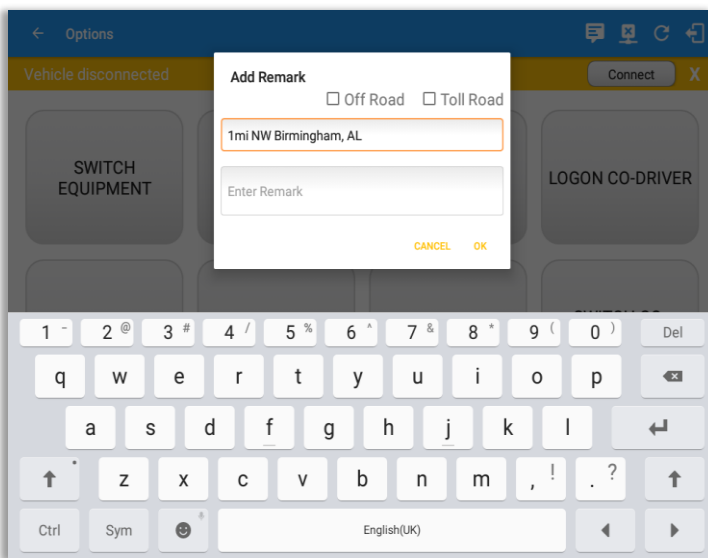 Options
Vehicle disconnected
Connect
X
Add Remark
Off Road
Toll Road
1mi NW Birmingham, AL
Enter Remark
CANCEL
OK
SWITCH
EQUIPMENT
LOGON CO-DRIVER
1 - 2 @ 3 # 4 / 5 % 6 ^ 7 & 8 * 9 ( 0 ) Del
q w e r t y u i o p
a s d f g h j k l
z x c v b n m , ! . ?
Ctrl Sym English(UK)